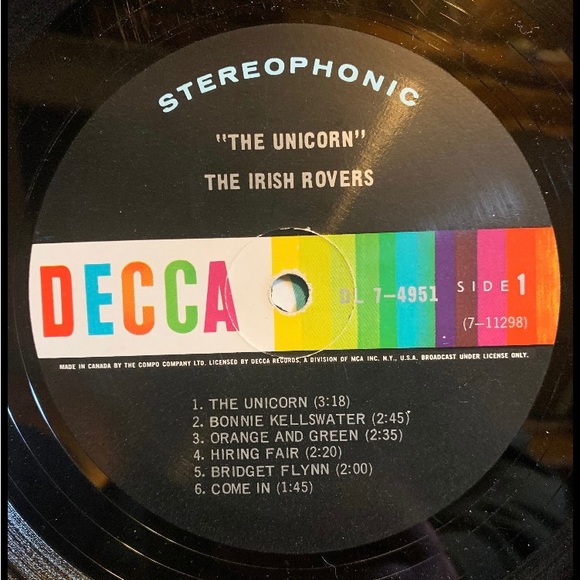 STEREOPHONIC
"THE UNICORN"
THE IRISH ROVERS
DECCA
DL 7-4951 SIDE 1
(7-11298)
MADE IN CANADA BY THE COMPO COMPANY LTD. LICENSED BY DECCA RECORDS, A DIVISION OF MCA INC. N.Y., U.S.A. BROADCAST UNDER LICENSE ONLY.
1. THE UNICORN (3:18)
2. BONNIE KELLSWATER (2:45)
3. ORANGE AND GREEN (2:35)
4. HIRING FAIR (2:20)
5. BRIDGET FLYNN (2:00)
6. COME IN (1:45)